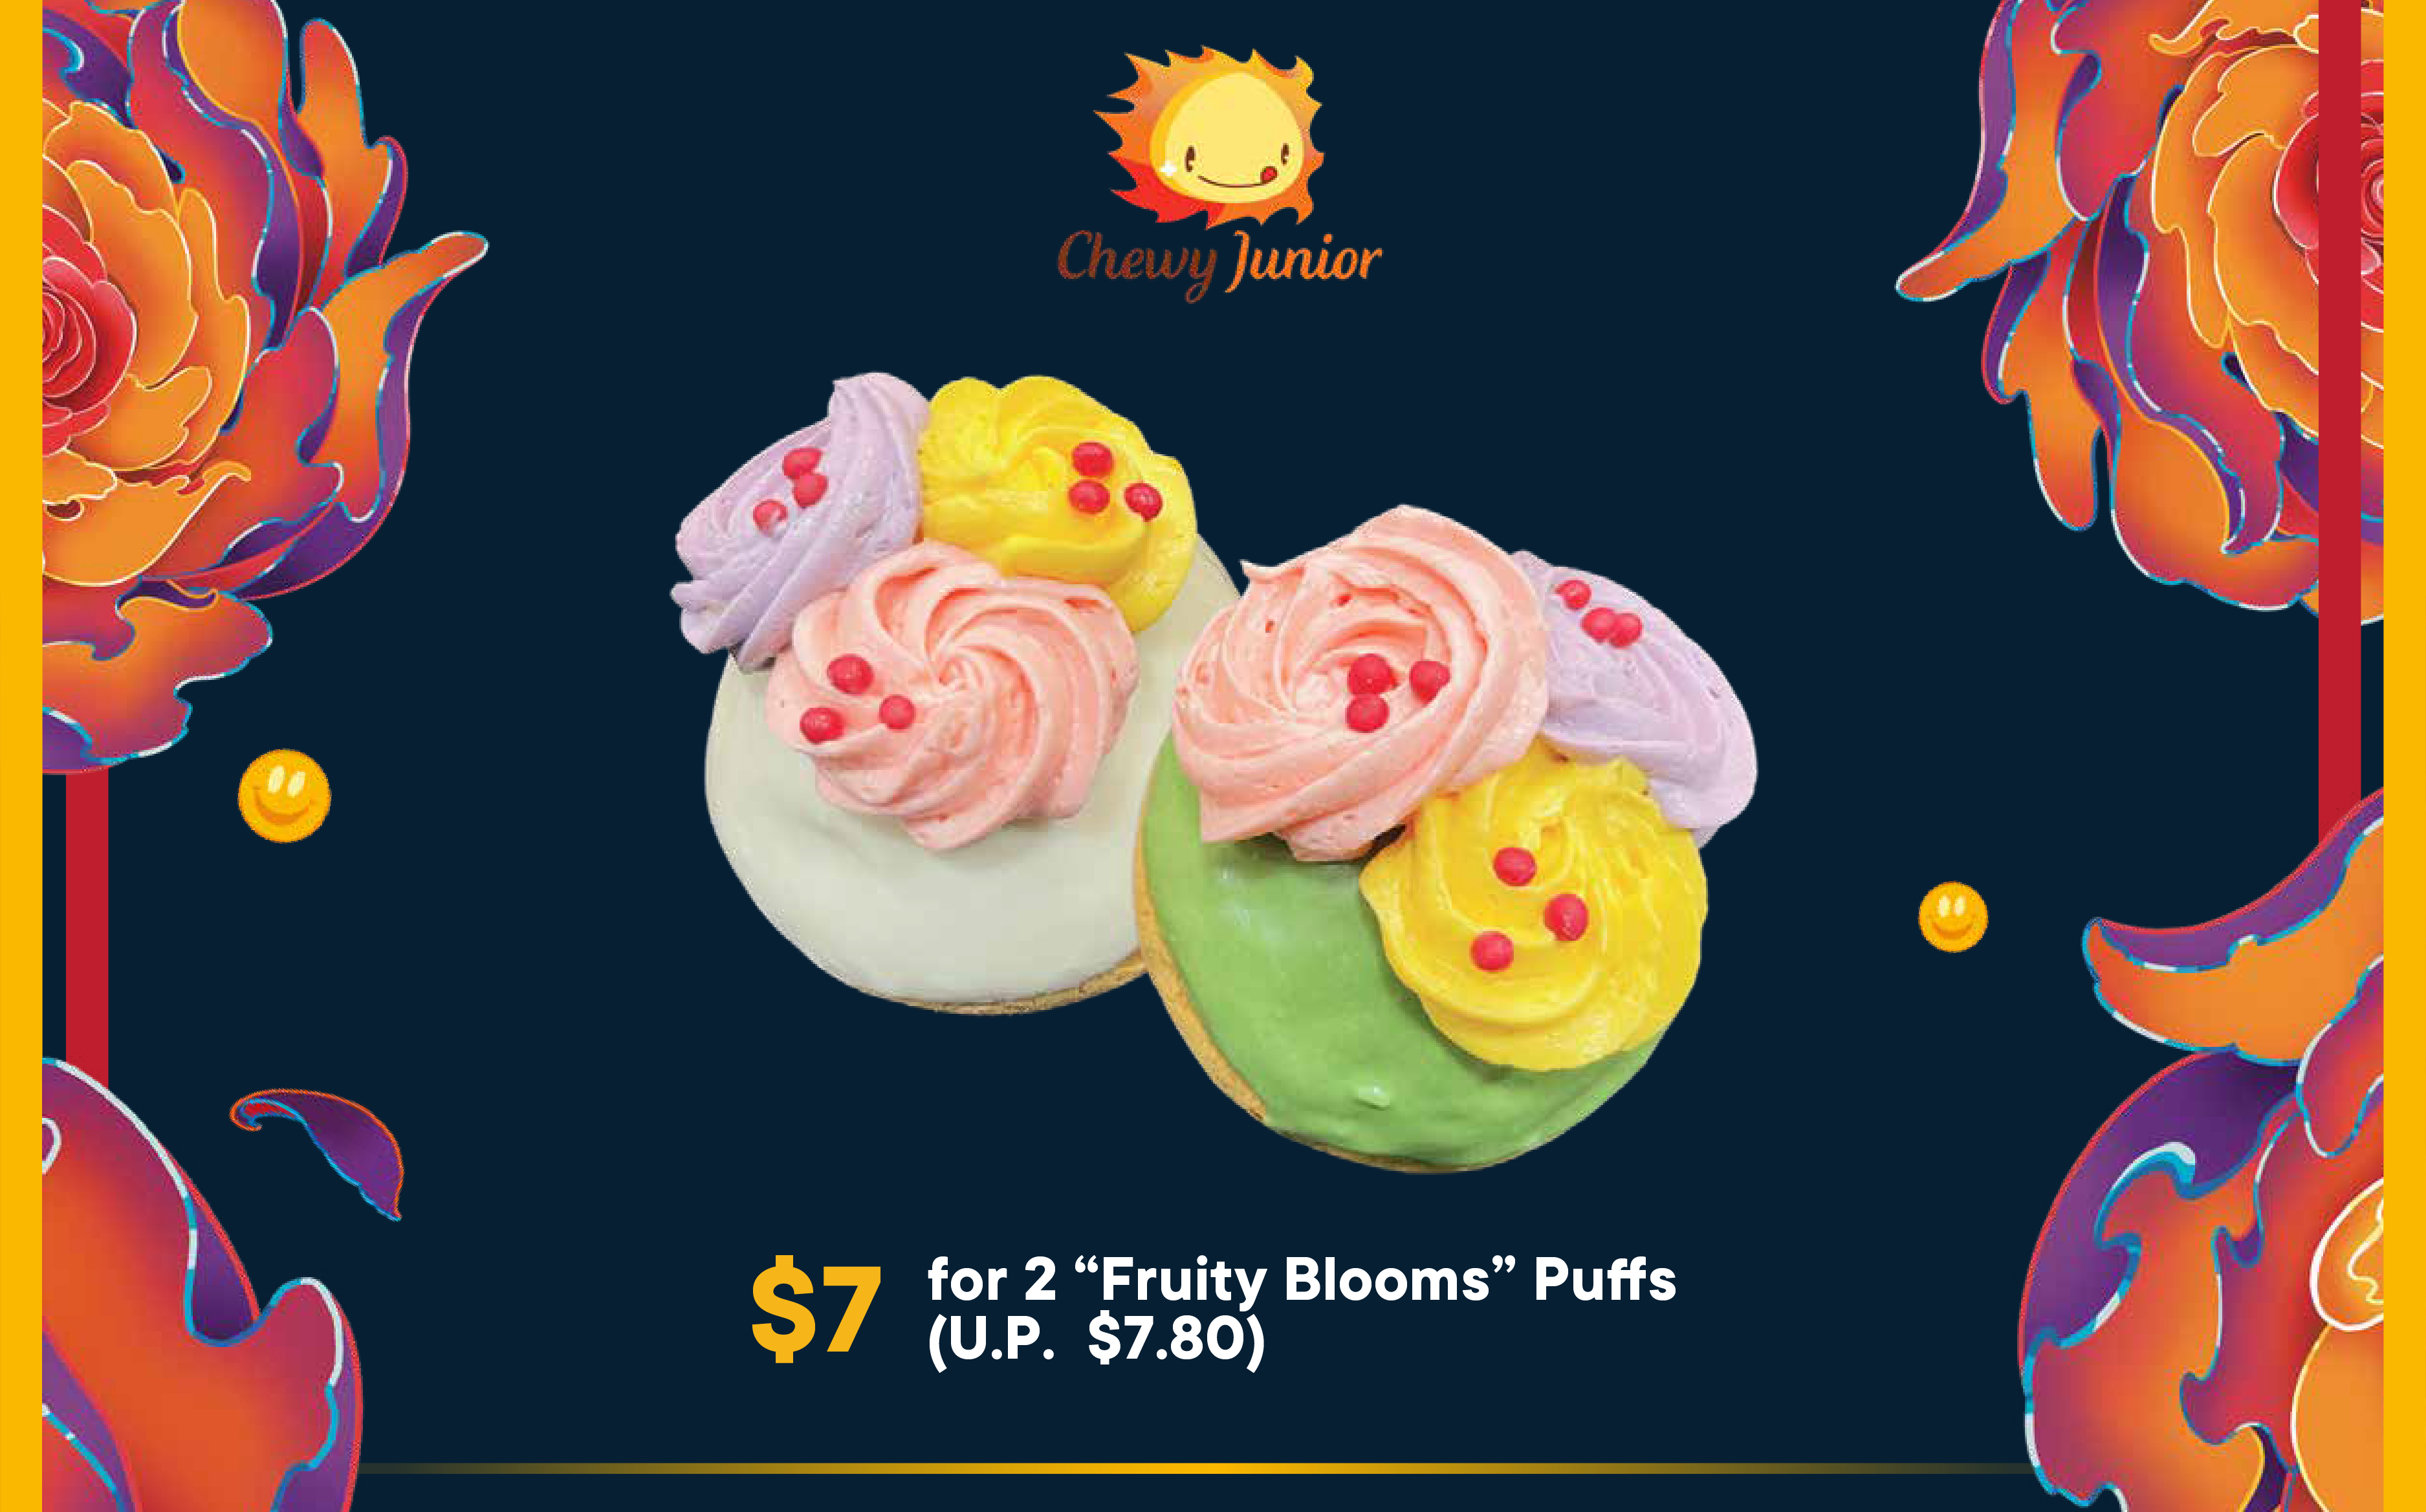 Chewy Junior
$7 for 2 “Fruity Blooms” Puffs
(U.P. $7.80)